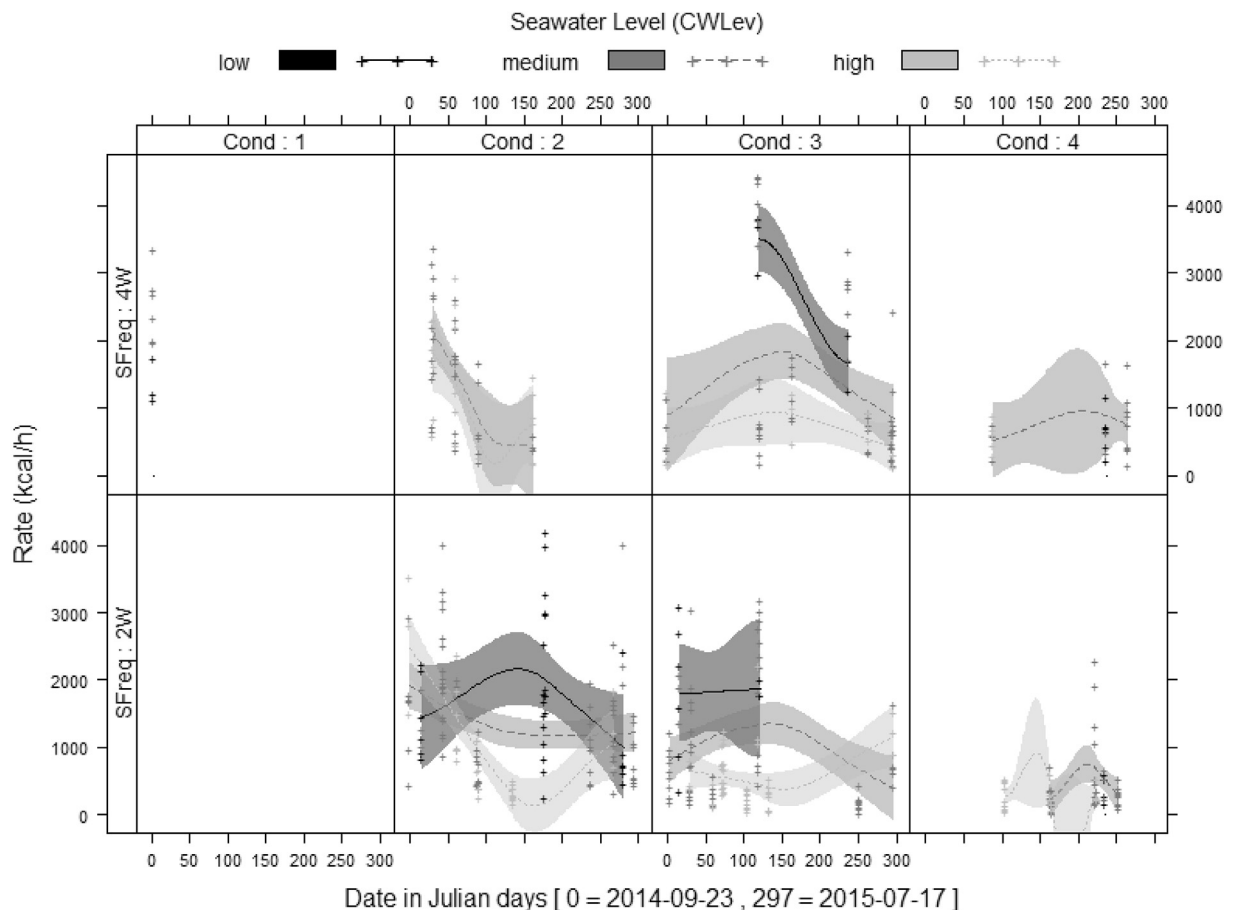 Seawater Level (CWLev)
low medium high
0 50 100 150 200 250 300 0 50 100 150 200 250 300
Cond : 1 Cond : 2 Cond : 3 Cond : 4
SFreq : 4W
4000
3000
2000
1000
0
Rate (kcal/h)
SFreq : 2W
4000
3000
2000
1000
0
0 50 100 150 200 250 300 0 50 100 150 200 250 300
Date in Julian days [ 0 = 2014-09-23 , 297 = 2015-07-17 ]